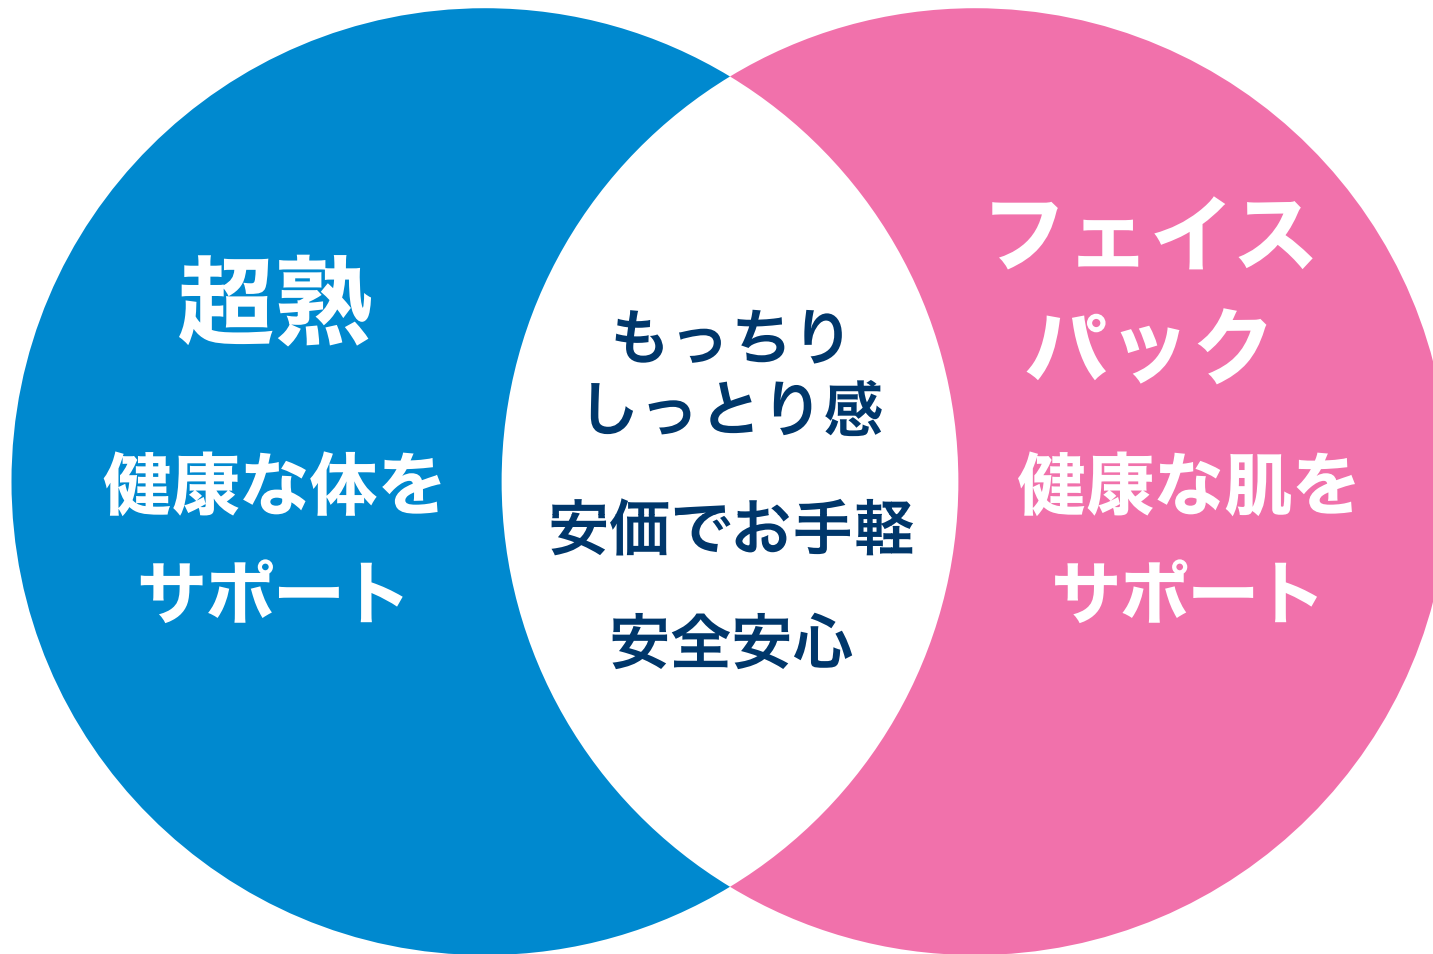 超熟
健康な体を
サポート
もっちり
しっとり感
安価でお手軽
安全安心
フェイス
パック
健康な肌を
サポート